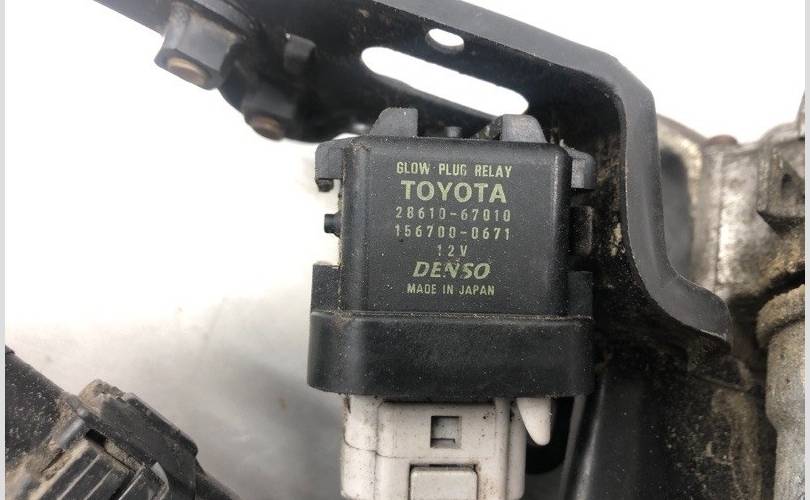 GLOW PLUG RELAY
TOYOTA
28610-67010
156700-0671
12V
DENSO
MADE IN JAPAN